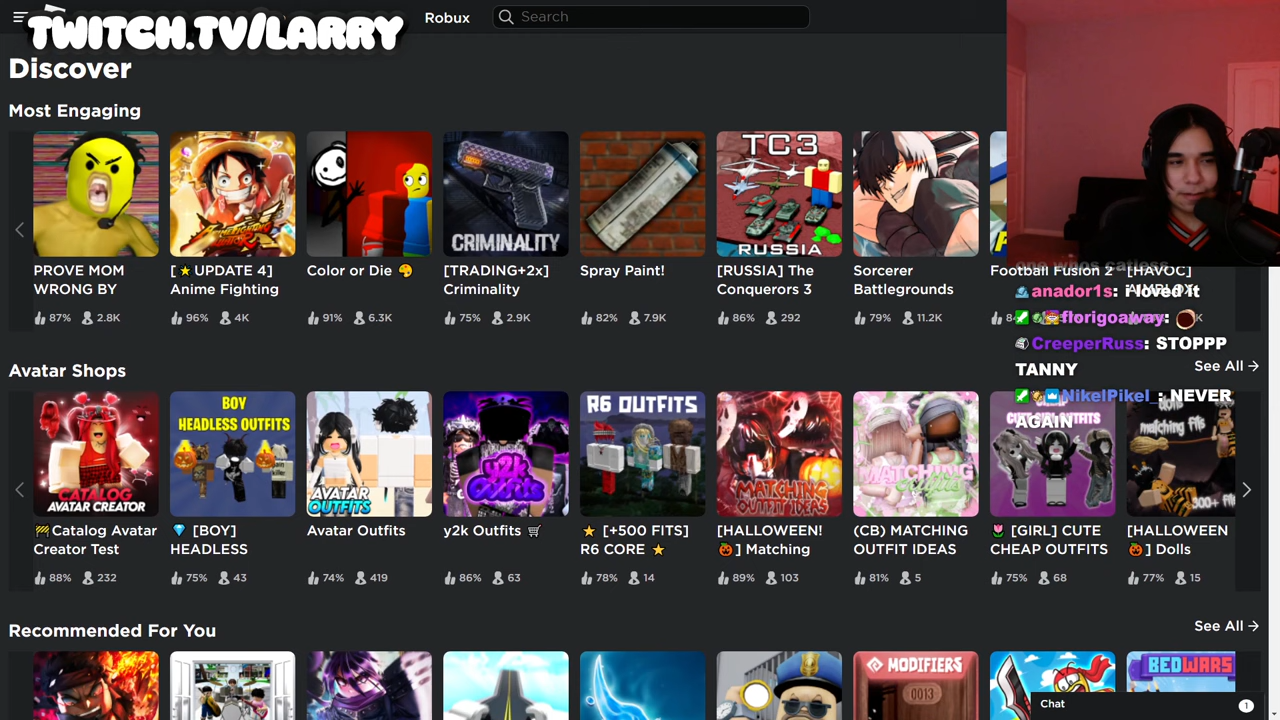 TWITCH.TV/LARRY
Robux
Search
Discover
Most Engaging
CRIMINALITY
TC3
RUSSIA
PROVE MOM
WRONG BY
[⭐UPDATE 4]
Anime Fighting
Color or Die 🎨
[TRADING+2x]
Criminality
Spray Paint!
[RUSSIA] The
Conquerors 3
Sorcerer
Battlegrounds
Football Fusion 2
[HAVOC]
87% 2.8K
96% 4K
91% 6.3K
75% 2.9K
82% 7.9K
86% 292
79% 11.2K
anador1s: i loved it
florigoaway:
CreeperRuss: STOPPP
TANNY
NikelPikel : NEVER
AGAIN
Avatar Shops
See All →
CATALOG
AVATAR CREATOR
BOY
HEADLESS OUTFITS
AVATAR
OUTFITS
y2k
Outfits
R6 OUTFITS
MATCHING
OUTFIT IDEAS
MATCHING
matching fits
🚧Catalog Avatar
Creator Test
💎 [BOY]
HEADLESS
Avatar Outfits
y2k Outfits 🛒
⭐ [+500 FITS]
R6 CORE ⭐
[HALLOWEEN!
🎃] Matching
(CB) MATCHING
OUTFIT IDEAS
🌷 [GIRL] CUTE
CHEAP OUTFITS
[HALLOWEEN
🎃] Dolls
88% 232
75% 43
74% 419
86% 63
78% 14
89% 103
81% 5
75% 68
77% 15
Recommended For You
See All →
MODIFIERS
0013
BEDWARS
Chat
1